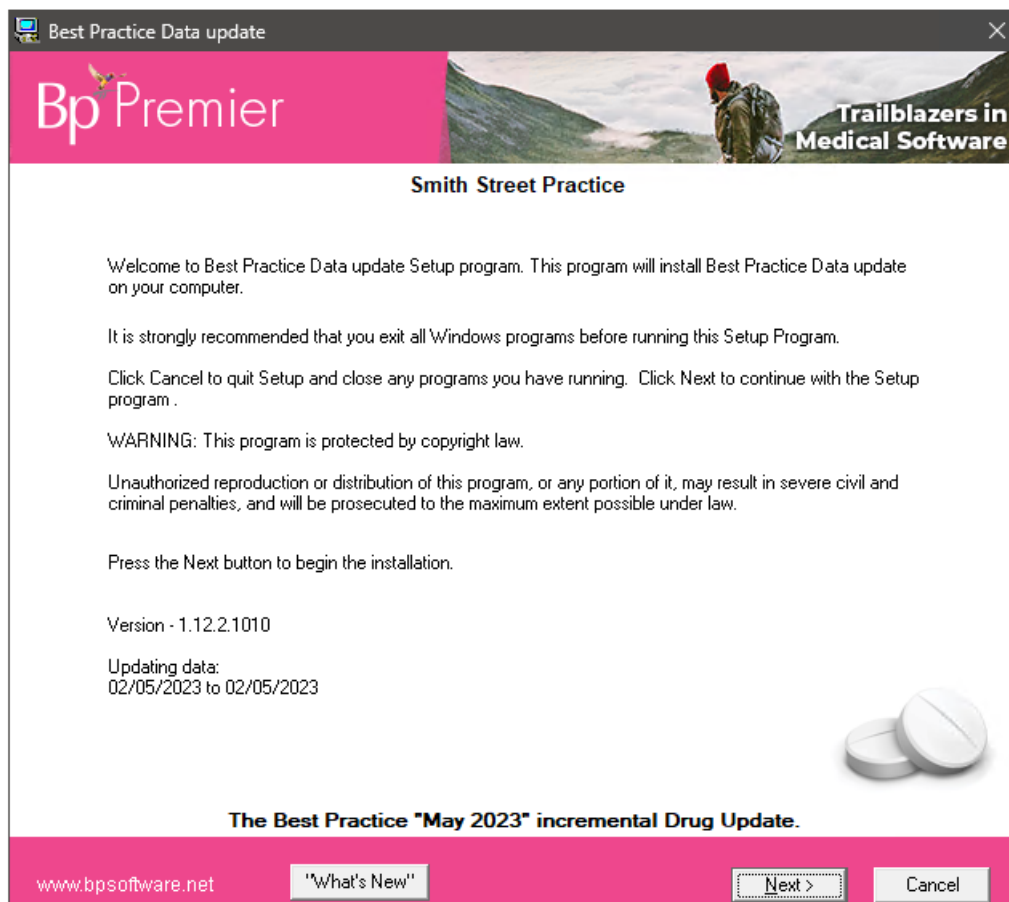 Best Practice Data update
Bp Premier
Trailblazers in
Medical Software
Smith Street Practice
Welcome to Best Practice Data update Setup program. This program will install Best Practice Data update
on your computer.
It is strongly recommended that you exit all Windows programs before running this Setup Program.
Click Cancel to quit Setup and close any programs you have running.  Click Next to continue with the Setup
program .
WARNING: This program is protected by copyright law.
Unauthorized reproduction or distribution of this program, or any portion of it, may result in severe civil and
criminal penalties, and will be prosecuted to the maximum extent possible under law.
Press the Next button to begin the installation.
Version - 1.12.2.1010
Updating data:
02/05/2023 to 02/05/2023
The Best Practice "May 2023" incremental Drug Update.
www.bpsoftware.net
"What's New"
Next >
Cancel